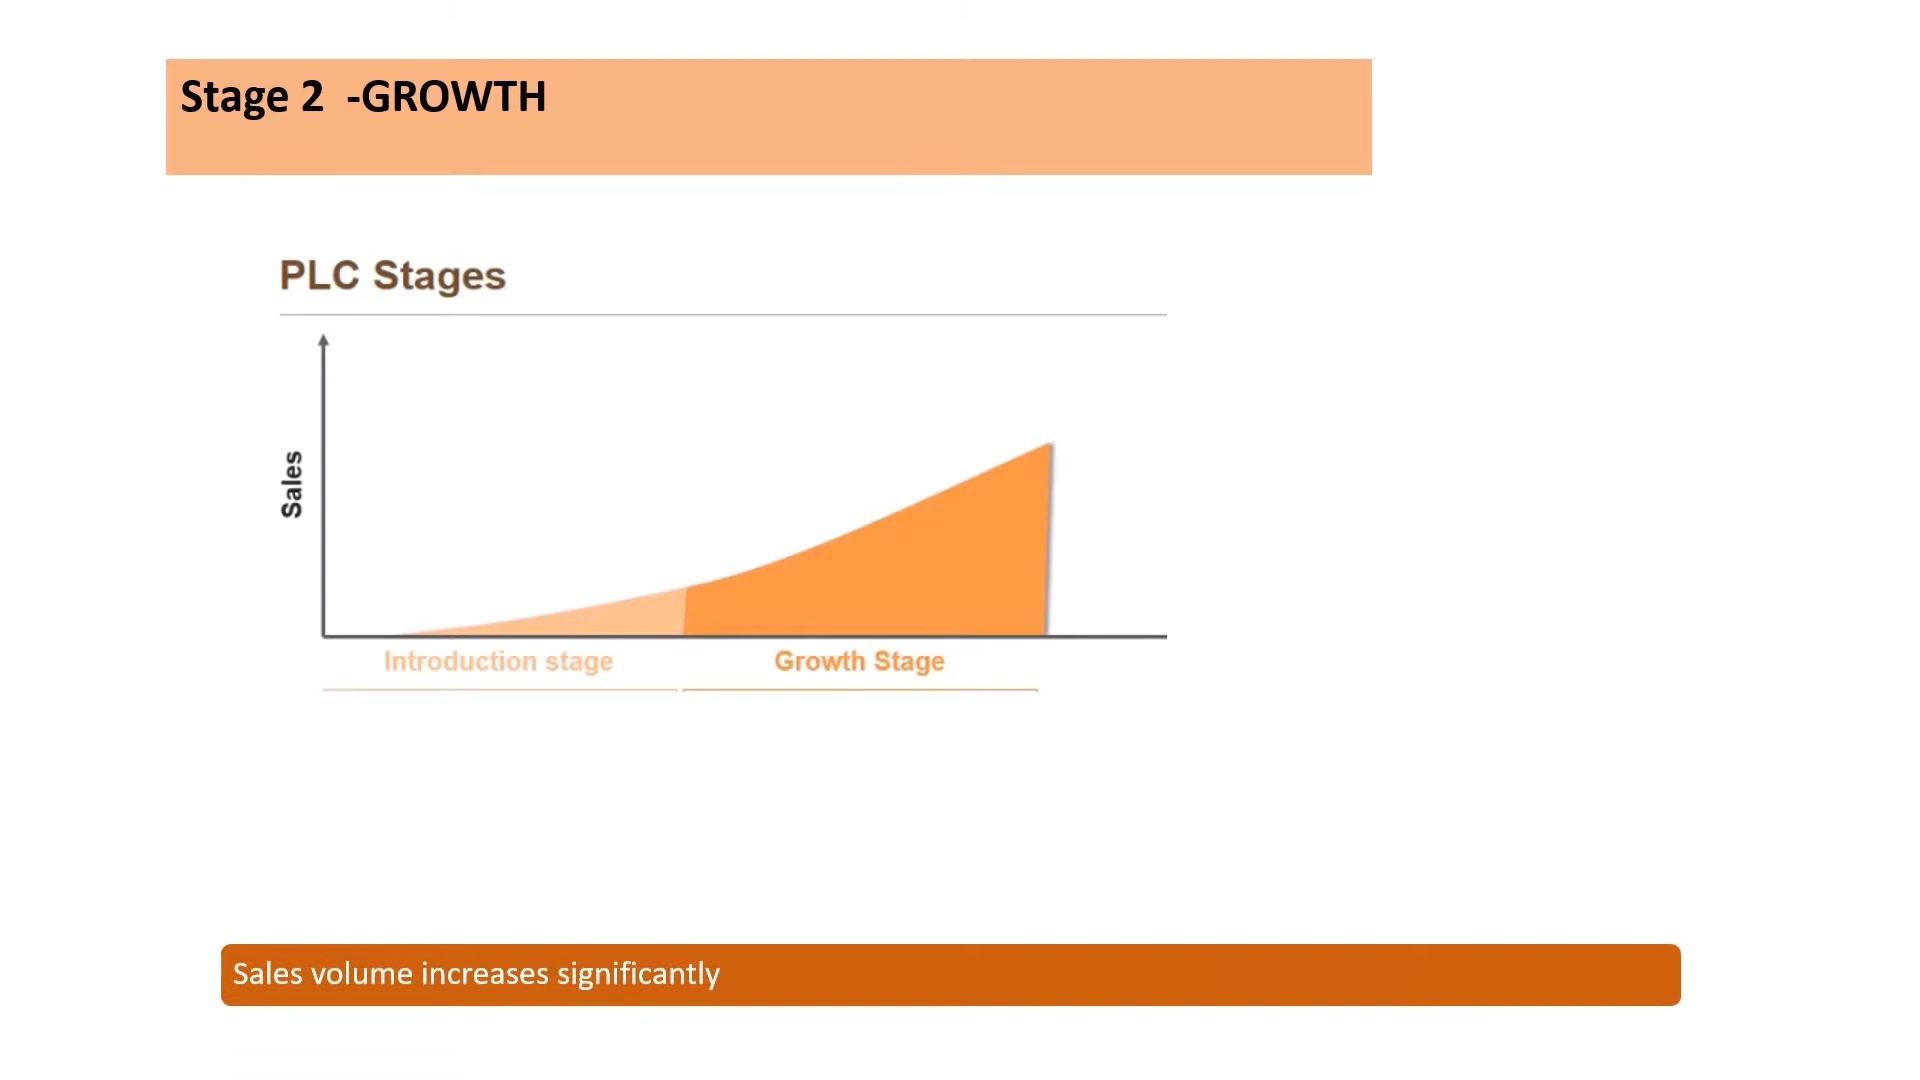 Stage 2  -GROWTH
PLC Stages
Sales
Introduction stage
Growth Stage
Sales volume increases significantly